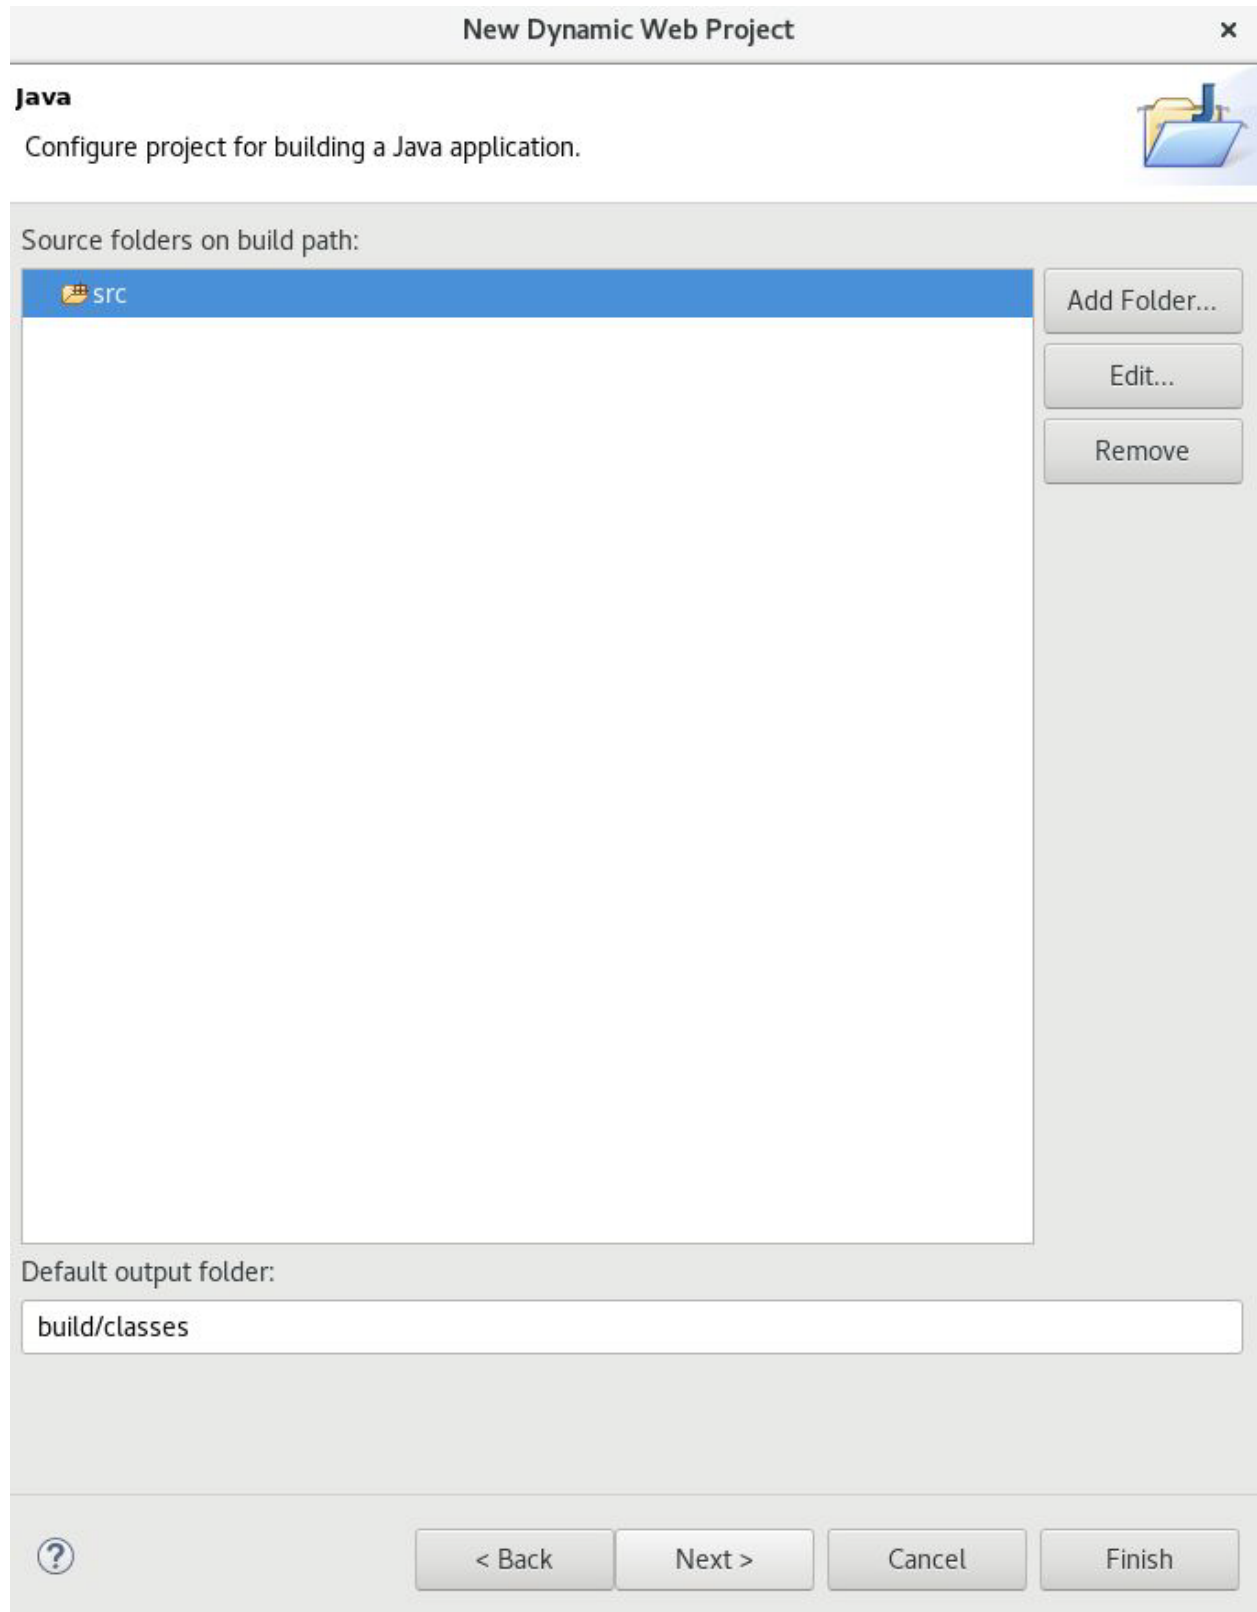 New Dynamic Web Project
×
Java
Configure project for building a Java application.
Source folders on build path:
src
Add Folder...
Edit...
Remove
Default output folder:
build/classes
?
< Back
Next >
Cancel
Finish